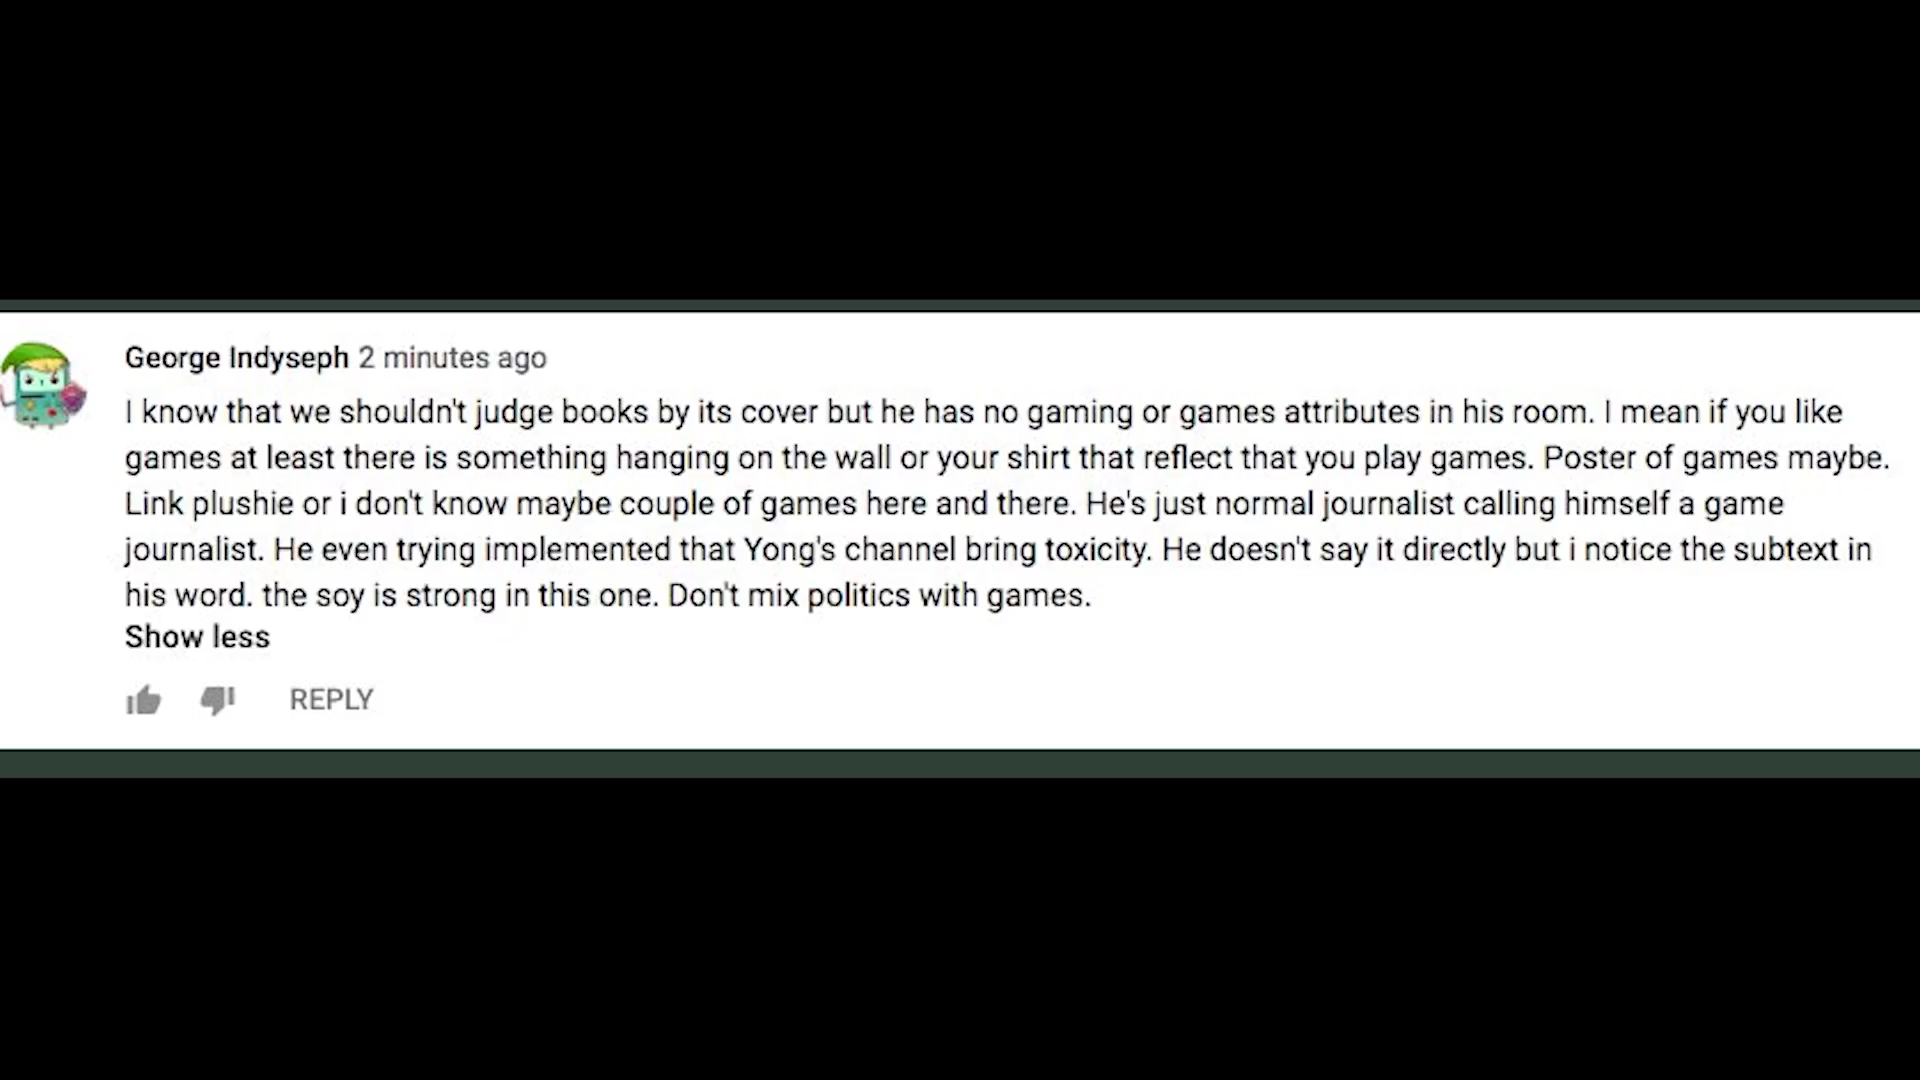 George Indyseph 2 minutes ago
I know that we shouldn't judge books by its cover but he has no gaming or games attributes in his room. I mean if you like
games at least there is something hanging on the wall or your shirt that reflect that you play games. Poster of games maybe.
Link plushie or i don't know maybe couple of games here and there. He's just normal journalist calling himself a game
journalist. He even trying implemented that Yong's channel bring toxicity. He doesn't say it directly but i notice the subtext in
his word. the soy is strong in this one. Don't mix politics with games.
Show less
REPLY